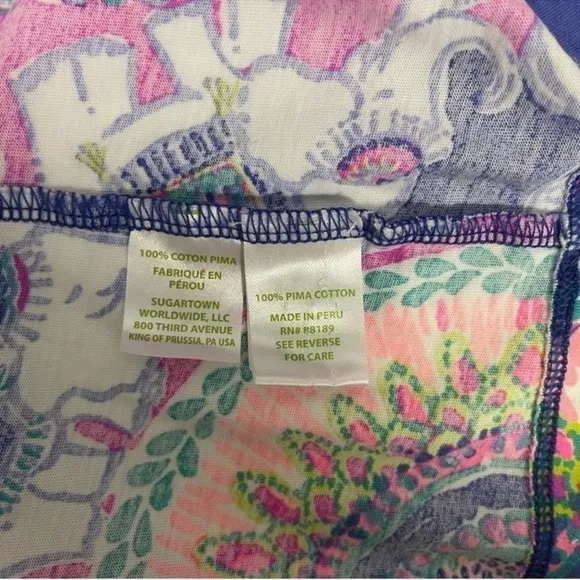 100% COTON PIMA
FABRIQUÉ EN
PÉROU
SUGARTOWN
WORLDWIDE, LLC
800 THIRD AVENUE
KING OF PRUSSIA. PA USA
100% PIMA COTTON
MADE IN PERU
RN# 88189
SEE REVERSE
FOR CARE